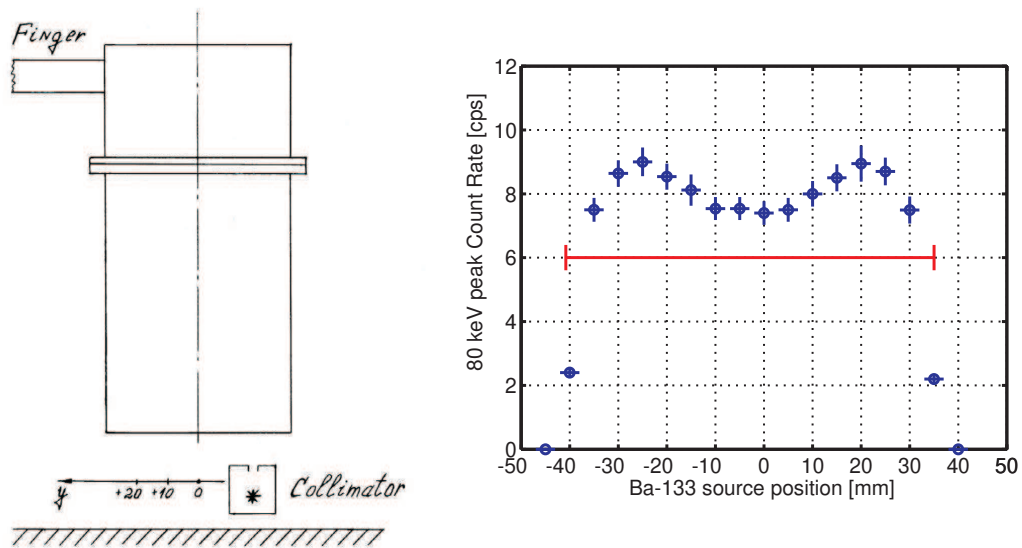 Finger
y +20 +10 0 Collimator
80 keV peak Count Rate [cps]
12
10
8
6
4
2
0
-50 -40 -30 -20 -10 0 10 20 30 40 50
Ba-133 source position [mm]